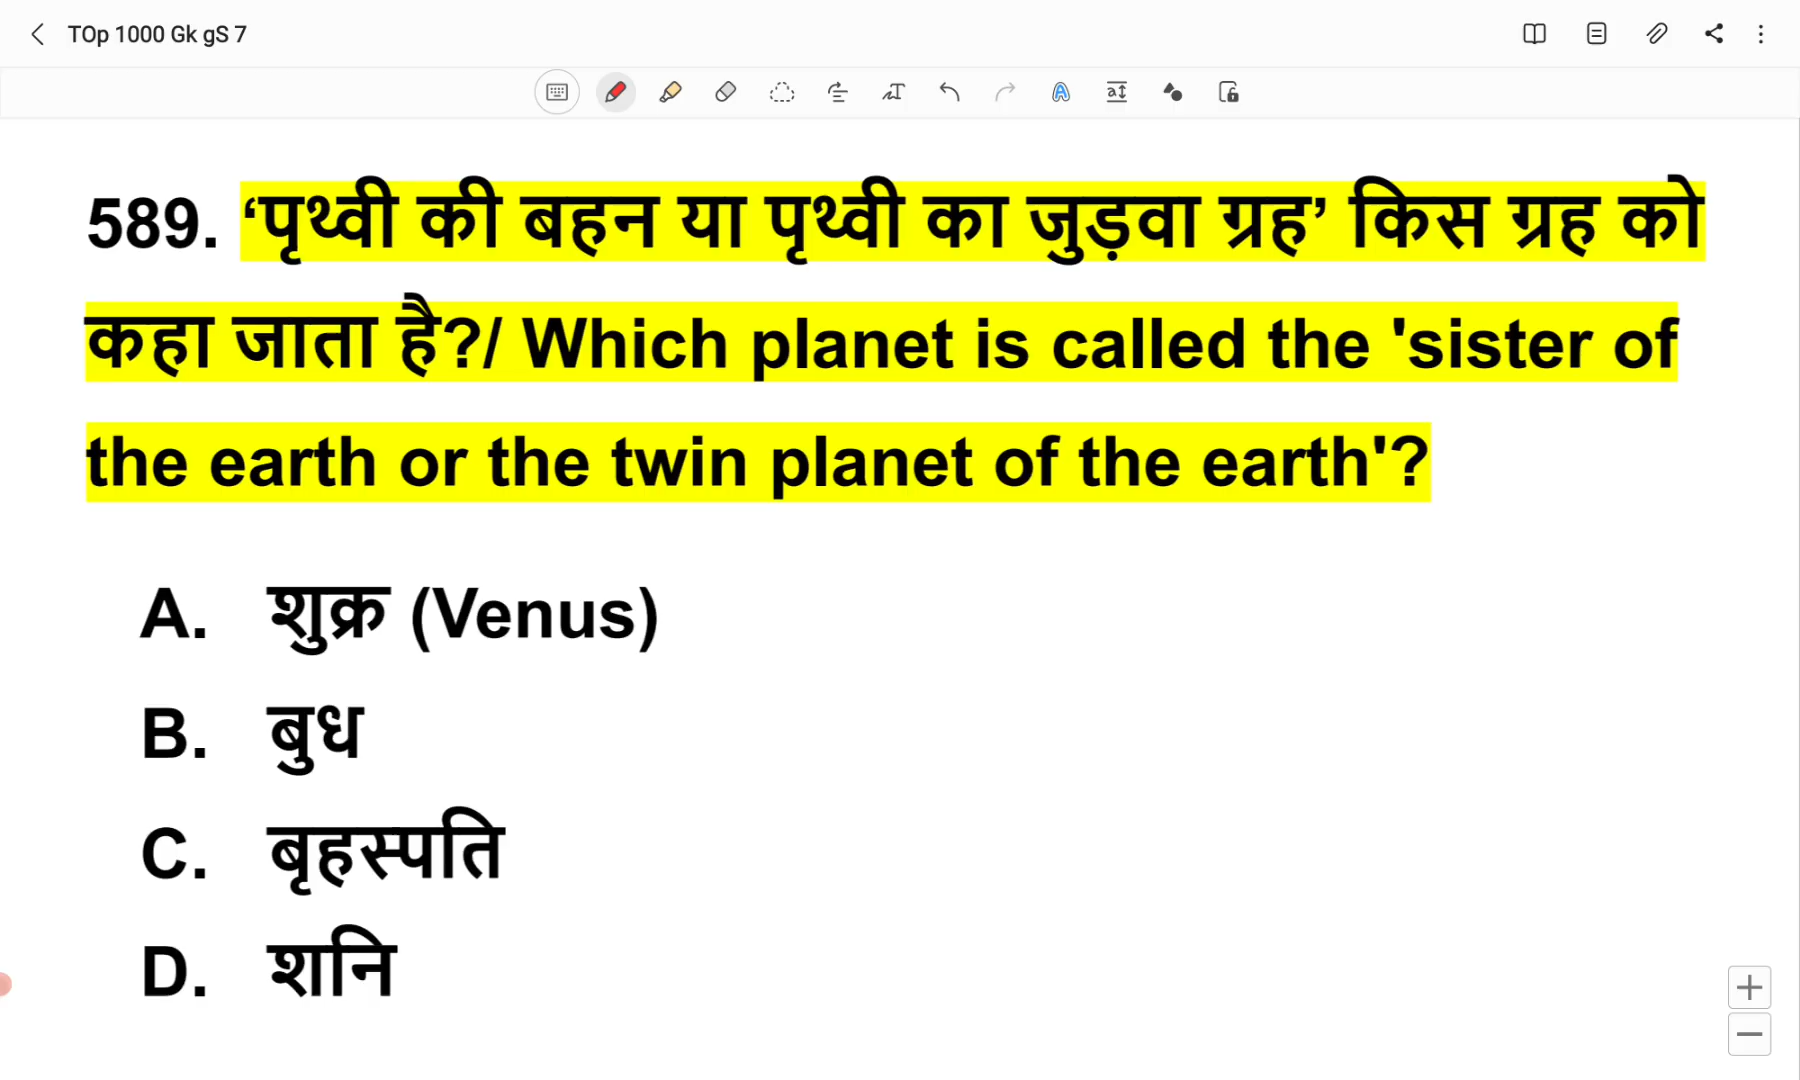 TOp 1000 Gk gS 7
589. ‘पृथ्वी की बहन या पृथ्वी का जुड़वा ग्रह’ किस ग्रह को
कहा जाता है?/ Which planet is called the 'sister of
the earth or the twin planet of the earth'?
A. शुक्र (Venus)
B. बुध
C. बृहस्पति
D. शनि